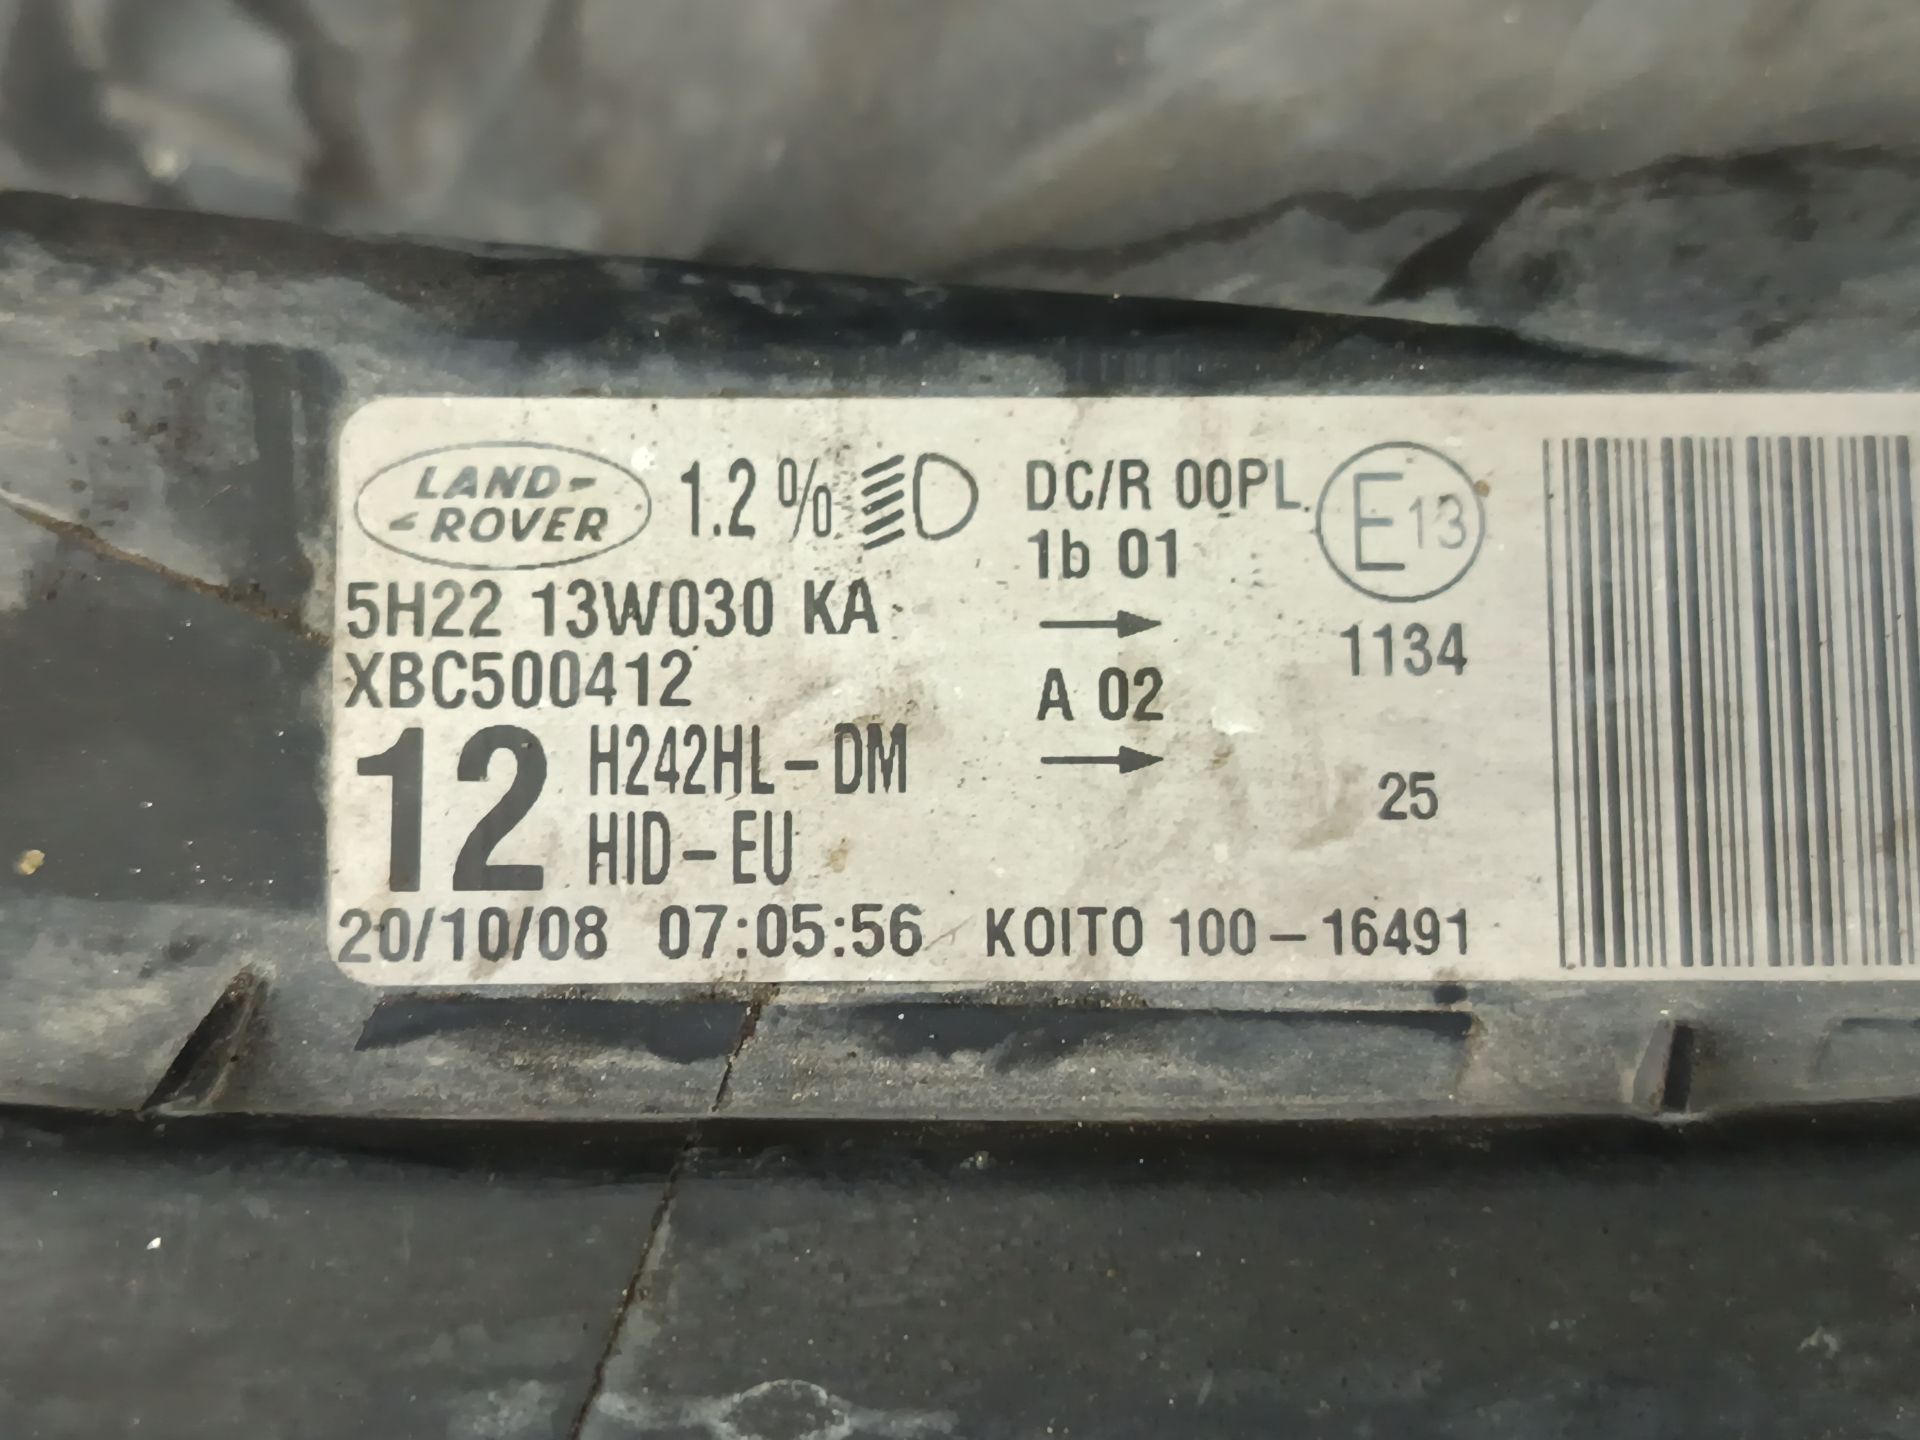 LAND-
ROVER
1.2 %
DC/R 00PL
1b 01
E13
5H22 13W030 KA
1134
XBC500412
A 02
12
H242HL-DM
HID-EU
25
20/10/08 07:05:56
KOITO 100-16491